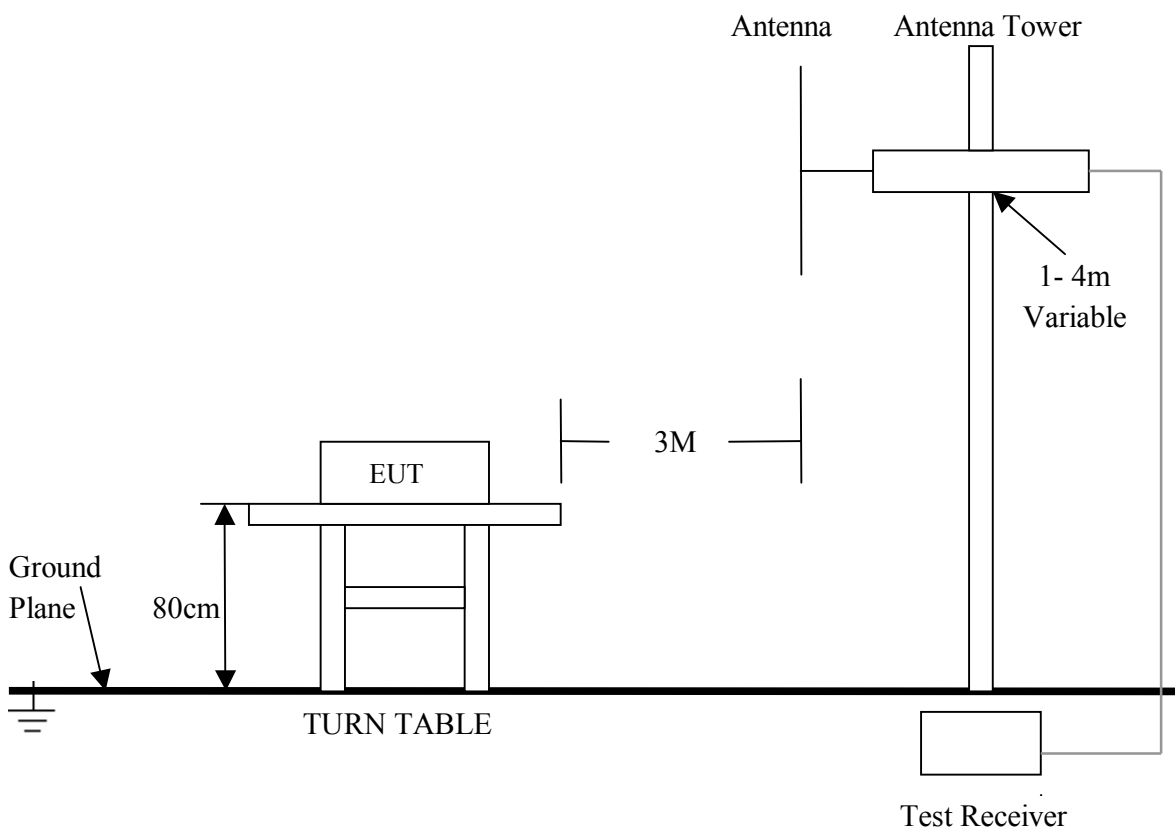 Antenna
Antenna Tower
1- 4m
Variable
3M
EUT
Ground
Plane
80cm
TURN TABLE
Test Receiver